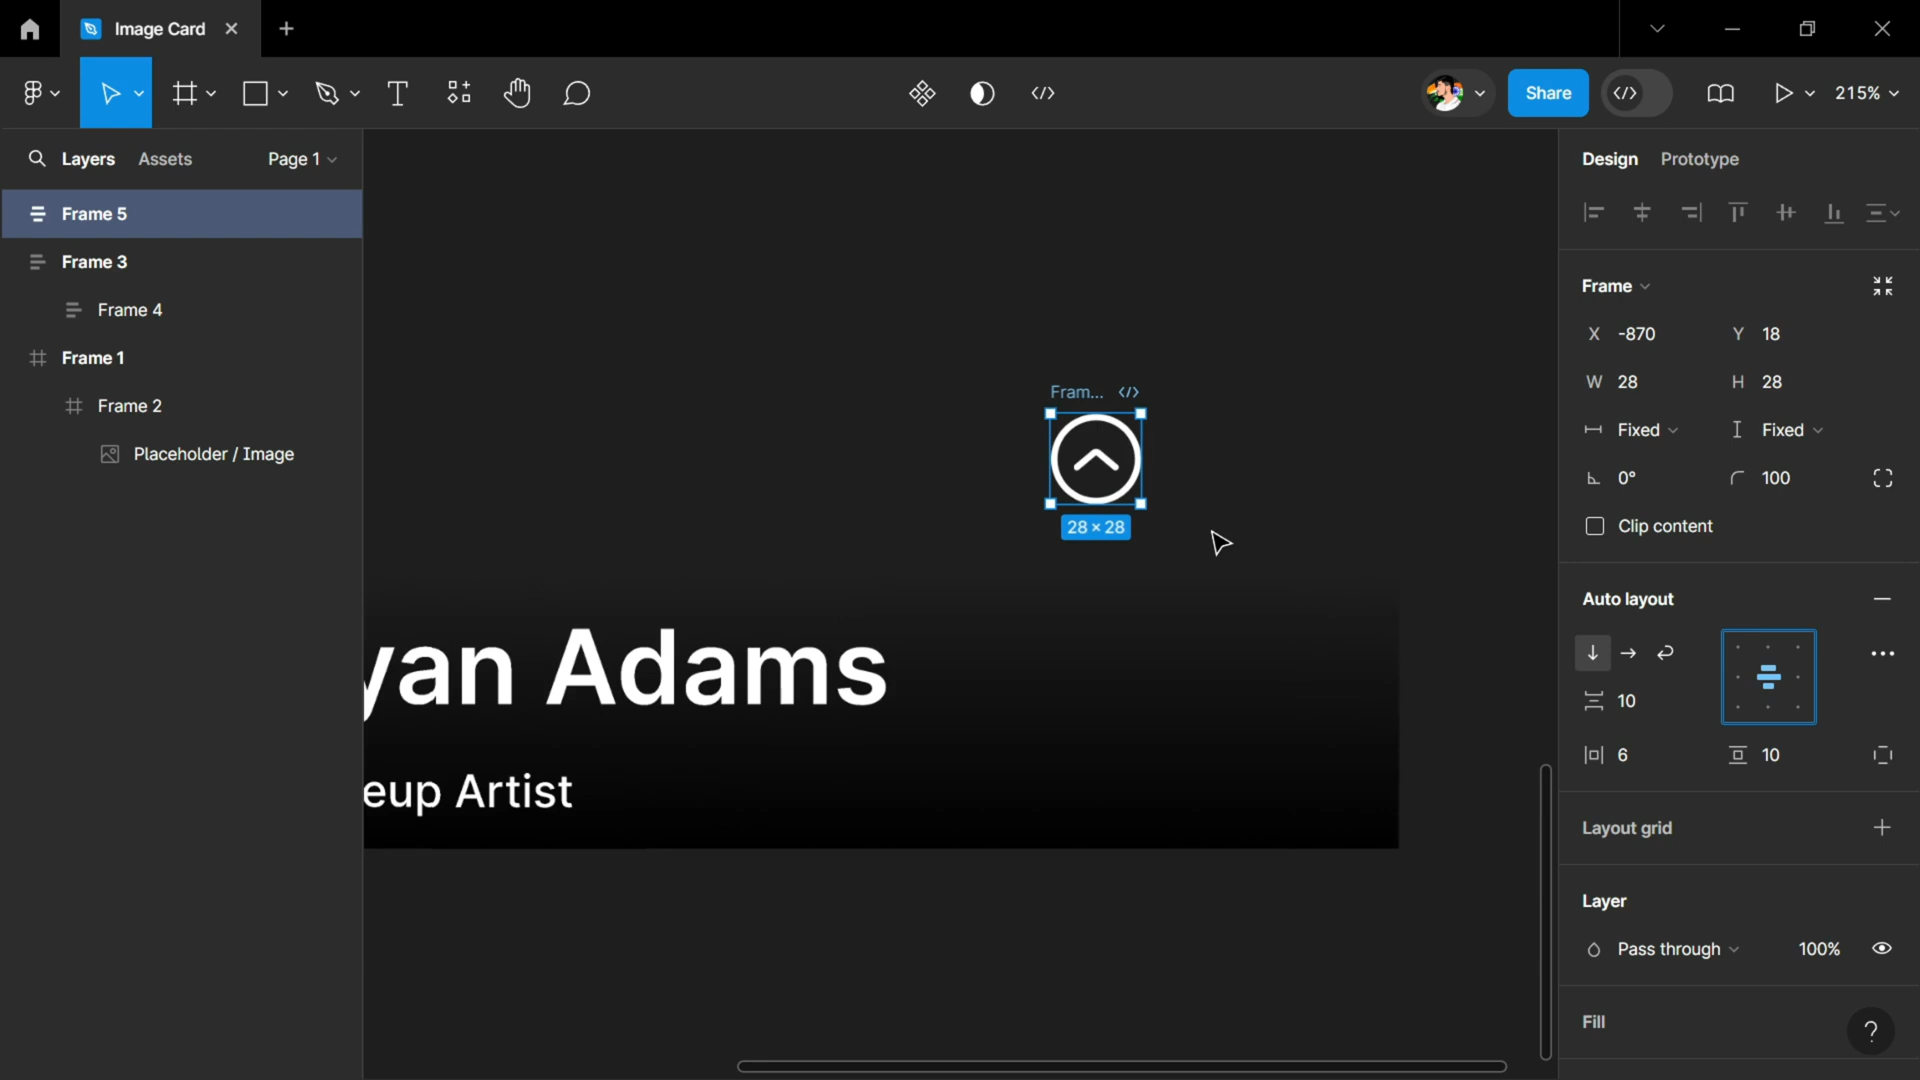 Image Card
Share
215%
Layers
Assets
Page 1
Frame 5
Frame 3
Frame 4
Frame 1
Frame 2
Placeholder / Image
Fram...
28 × 28
yan Adams
eup Artist
Design
Prototype
Frame
X -870
Y 18
W 28
H 28
Fixed
Fixed
0°
100
Clip content
Auto layout
10
6
10
Layout grid
Layer
Pass through
100%
Fill
?